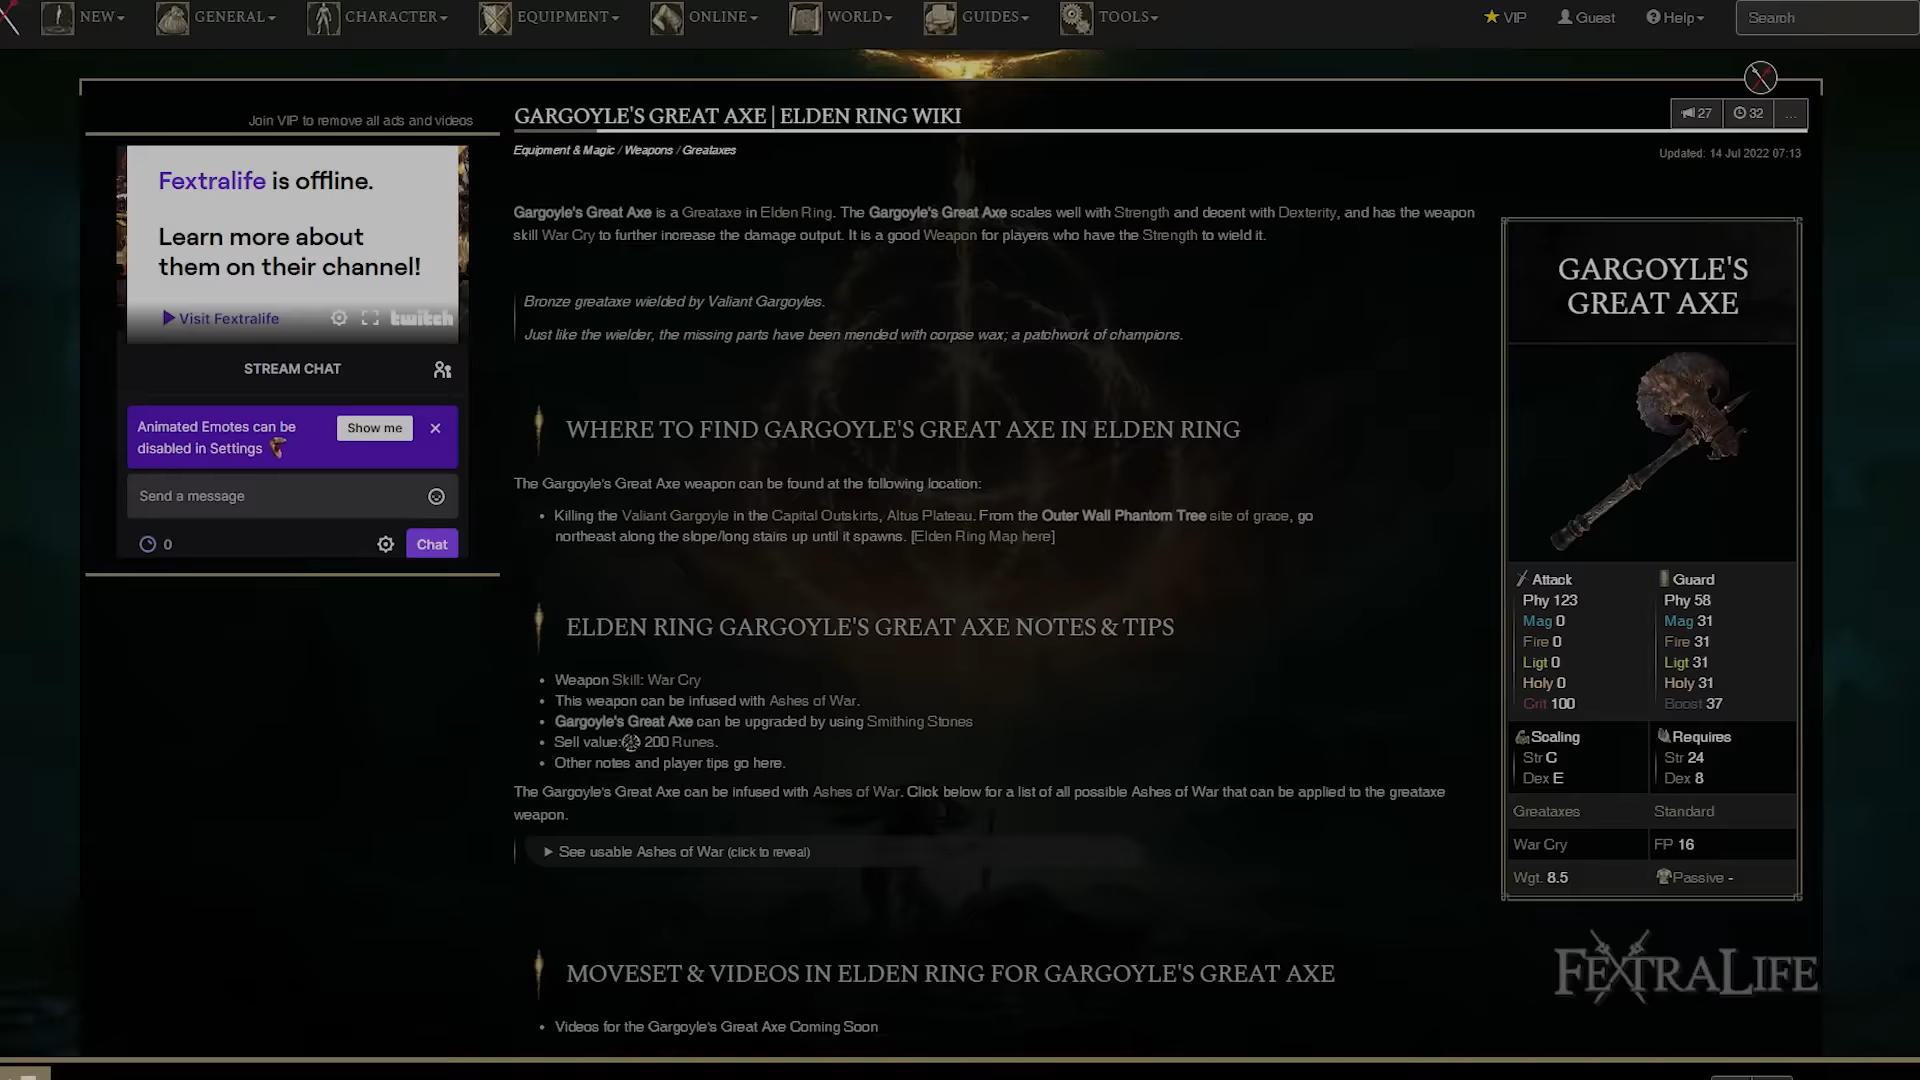 NEW
GENERAL
CHARACTER
EQUIPMENT
ONLINE
WORLD
GUIDES
TOOLS
VIP
Guest
Help
Search
Join VIP to remove all ads and videos
GARGOYLE'S GREAT AXE | ELDEN RING WIKI
27
32
...
Equipment & Magic / Weapons / Greataxes
Updated: 14 Jul 2022 07:13
Fextralife is offline.
Learn more about
them on their channel!
Visit Fextralife
twitch
STREAM CHAT
Animated Emotes can be
disabled in Settings
Show me
Send a message
0
Chat
Gargoyle's Great Axe is a Greataxe in Elden Ring. The Gargoyle's Great Axe scales well with Strength and decent with Dexterity, and has the weapon
skill War Cry to further increase the damage output. It is a good Weapon for players who have the Strength to wield it.
Bronze greataxe wielded by Valiant Gargoyles.
Just like the wielder, the missing parts have been mended with corpse wax; a patchwork of champions.
WHERE TO FIND GARGOYLE'S GREAT AXE IN ELDEN RING
The Gargoyle's Great Axe weapon can be found at the following location:
• Killing the Valiant Gargoyle in the Capital Outskirts, Altus Plateau. From the Outer Wall Phantom Tree site of grace, go
northeast along the slope/long stairs up until it spawns. [Elden Ring Map here]
ELDEN RING GARGOYLE'S GREAT AXE NOTES & TIPS
• Weapon Skill: War Cry
• This weapon can be infused with Ashes of War.
• Gargoyle's Great Axe can be upgraded by using Smithing Stones
• Sell value: 200 Runes.
• Other notes and player tips go here.
The Gargoyle's Great Axe can be infused with Ashes of War. Click below for a list of all possible Ashes of War that can be applied to the greataxe
weapon.
► See usable Ashes of War (click to reveal)
MOVESET & VIDEOS IN ELDEN RING FOR GARGOYLE'S GREAT AXE
• Videos for the Gargoyle's Great Axe Coming Soon
GARGOYLE'S
GREAT AXE
Attack
Guard
Phy 123
Phy 58
Mag 0
Mag 31
Fire 0
Fire 31
Ligt 0
Ligt 31
Holy 0
Holy 31
Crit 100
Boost 37
Scaling
Requires
Str C
Str 24
Dex E
Dex 8
Greataxes
Standard
War Cry
FP 16
Wgt. 8.5
Passive -
FEXTRALIFE